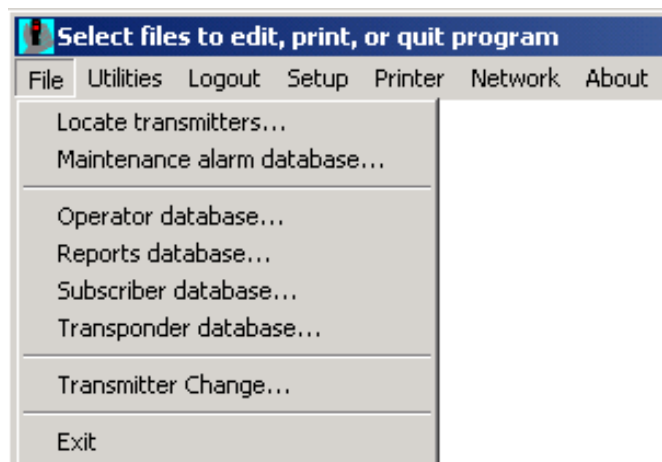 Select files to edit, print, or quit program
File Utilities Logout Setup Printer Network About
Locate transmitters...
Maintenance alarm database...
Operator database...
Reports database...
Subscriber database...
Transponder database...
Transmitter Change...
Exit